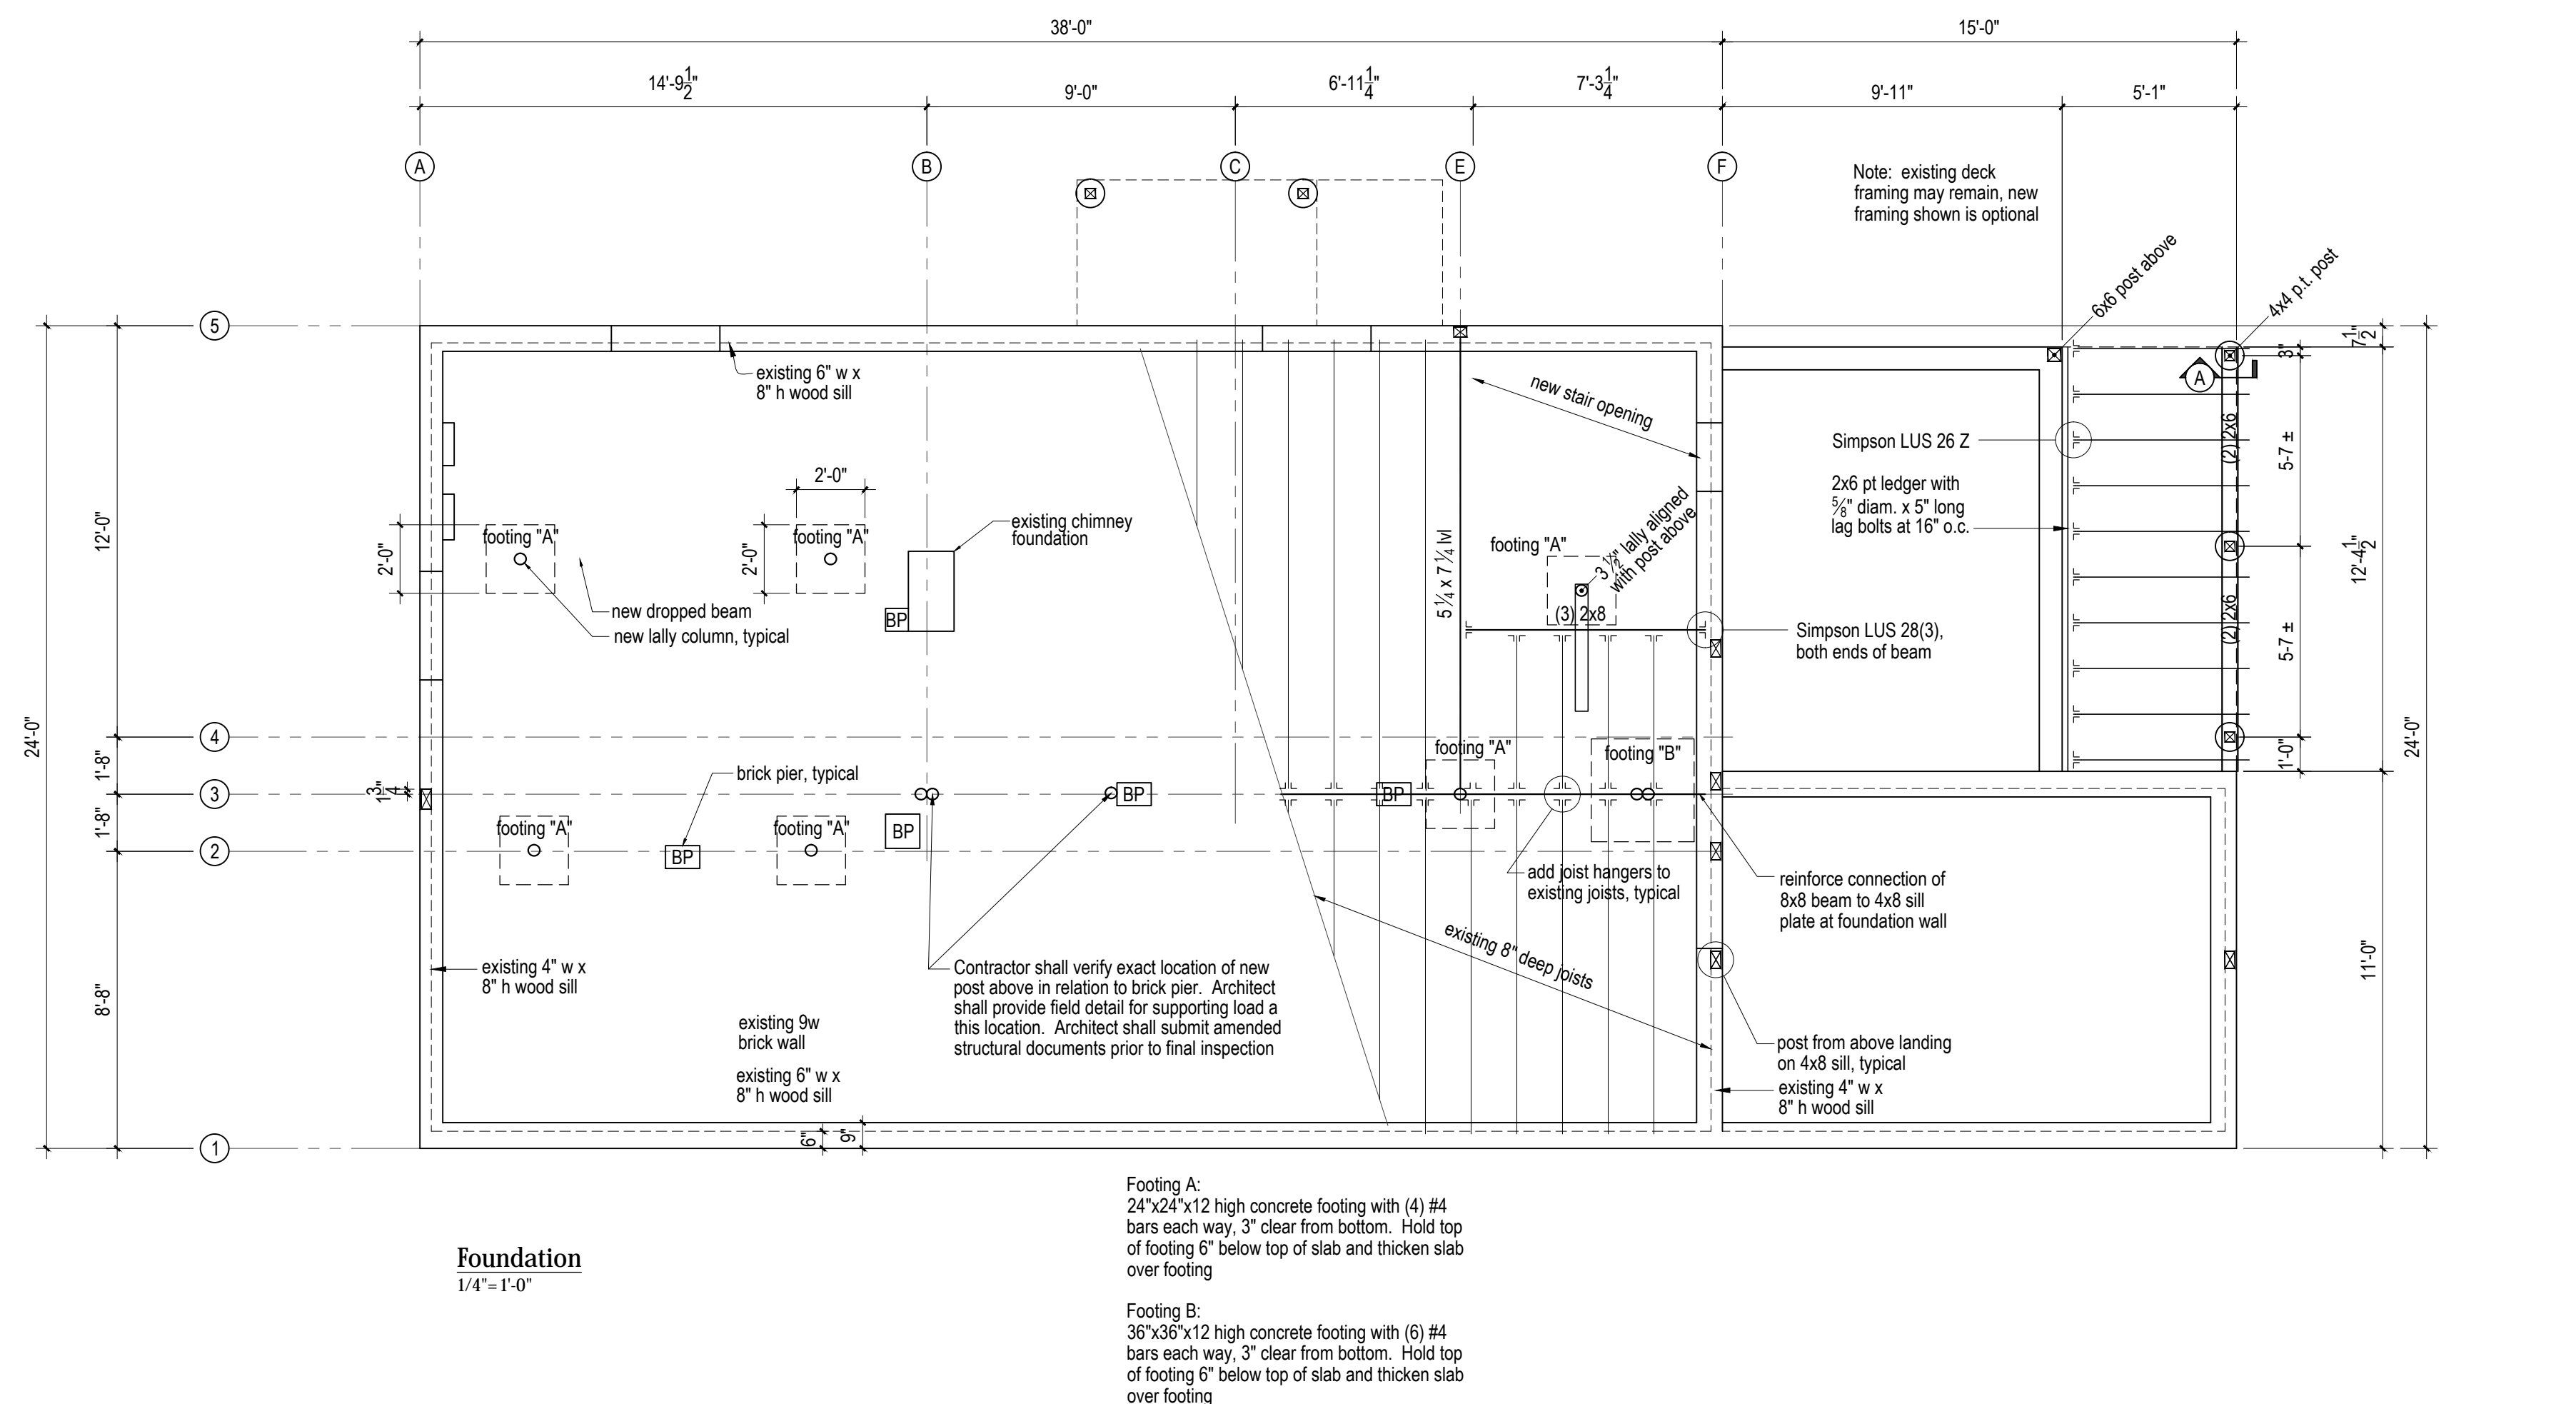 38'-0"
15'-0"
14'-9 1/2"
9'-0"
6'-11 1/4"
7'-3 1/4"
9'-11"
5'-1"
A
B
C
E
F
Note: existing deck
framing may remain, new
framing shown is optional
6x6 post above
4x4 p.t. post
5
7 1/2"
3"
A
existing 6" w x
8" h wood sill
new stair opening
(2) 2x6
5-7 ±
Simpson LUS 26 Z
2x6 pt ledger with
5/8" diam. x 5" long
lag bolts at 16" o.c.
2'-0"
12'-0"
2'-0"
footing "A"
2'-0"
footing "A"
existing chimney
foundation
5 1/4 x 7 1/4 lvl
footing "A"
3 1/2" lally aligned
with post above
12'-4 1/2"
new dropped beam
new lally column, typical
BP
(3) 2x8
Simpson LUS 28(3),
both ends of beam
(2) 2x6
5-7 ±
24'-0"
4
footing "A"
footing "B"
24'-0"
1'-8"
1'-0"
brick pier, typical
3
1 3/4"
BP
BP
1'-8"
footing "A"
footing "A"
BP
2
BP
add joist hangers to
existing joists, typical
reinforce connection of
8x8 beam to 4x8 sill
plate at foundation wall
existing 8" deep joists
existing 4" w x
8" h wood sill
Contractor shall verify exact location of new
post above in relation to brick pier. Architect
shall provide field detail for supporting load a
this location. Architect shall submit amended
structural documents prior to final inspection
11'-0"
8'-8"
existing 9w
brick wall
existing 6" w x
8" h wood sill
post from above landing
on 4x8 sill, typical
existing 4" w x
8" h wood sill
6"
9"
1
Footing A:
24"x24"x12 high concrete footing with (4) #4
bars each way, 3" clear from bottom. Hold top
of footing 6" below top of slab and thicken slab
over footing
Foundation
1/4"=1'-0"
Footing B:
36"x36"x12 high concrete footing with (6) #4
bars each way, 3" clear from bottom. Hold top
of footing 6" below top of slab and thicken slab
over footing